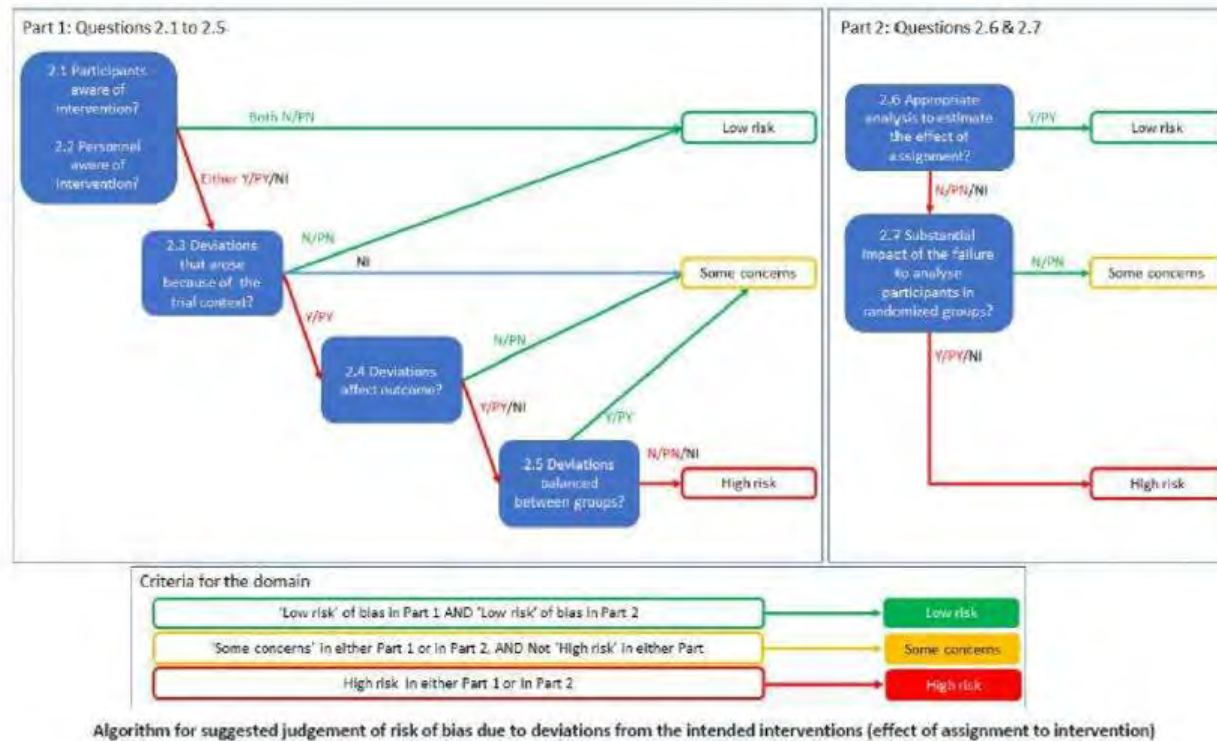 Part 1: Questions 2.1 to 2.5
2.1 Participants
aware of
intervention?
2.2 Personnel
aware of
intervention?
Both N/PN
Low risk
Either Y/PY/NI
2.3 Deviations
that arose
because of the
trial context?
N/PN
NI
Some concerns
Y/PY
2.4 Deviations
affect outcome?
N/PN
Y/PY/NI
Y/PY
2.5 Deviations
balanced
between groups?
N/PN/NI
High risk
Part 2: Questions 2.6 & 2.7
2.6 Appropriate
analysis to estimate
the effect of
assignment?
Y/PY
Low risk
N/PN/NI
2.7 Substantial
impact of the failure
to analyse
participants in
randomized groups?
N/PN
Some concerns
Y/PY/NI
High risk
Criteria for the domain
'Low risk' of bias in Part 1 AND 'Low risk' of bias in Part 2
Low risk
'Some concerns' in either Part 1 or in Part 2, AND Not 'High risk' in either Part
Some concerns
High risk in either Part 1 or in Part 2
High risk
Algorithm for suggested judgement of risk of bias due to deviations from the intended interventions (effect of assignment to intervention)